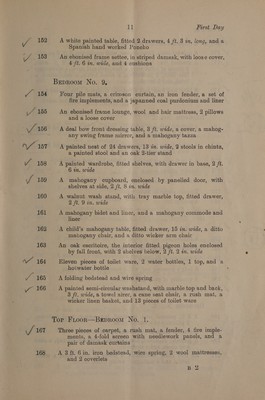 11 First Day
152 A white painted table, fitted 2 drawers, 4 ft. 3 in. long, and a
Spanish hand worked Poncho
153 An enamelled frame settee, in striped damask, with loose cover,
4 ft. 6 in. wide, and 4 cushions
Bedroom No. 9.
154 Four pile mats, a crimson curtain, an iron fender, a set of
fire implements, and a japanned coal perdonium and liner
155 An enamelled frame lounge, wool and hair mattress, 2 pillows
and a loose cover
156 A deal bow front dressing table, 3 ft. wide, a cover, a mahog-
any swing frame mirror, and a mahogany tazza
157 A painted nest of 24 drawers, 13 in. wide, 2 stools in chintz,
a painted stool and an oak 2-tier stand
158 A painted wardrobe, fitted shelves, with drawer in base, 2 ft.
6 in. wide
159 A mahogany cupboard, enclosed by panelled door, with
shelves at side, 2 ft. 8 in. wide
160 A walnut wash stand, with tray marble top, fitted drawer,
2 ft. 9 in. wide
161 A mahogany bidet and liner, and a mahogany commode and
liner
162 A child's mahogany table, fitted drawer, 15 in. wide, a ditto
mahogany chair, and a ditto wicker arm chair
163 An oak escritoire, the interior fitted pigeon holes enclosed
by fall front, with 2 shelves below, 2 ft. 2 in. wide
164 Eleven pieces of toilet ware, 2 water bottles, 1 top, and a
hotwater bottle
165 A folding bedstead and wire spring
166 A painted semi-circular washstand, with marble top and back,
3 ft. wide, a towel airer, a cane seat chair, a rush mat, a
wicker linen basket, and 12 pieces of toilet ware
Top Floor—Bedroom No. 1.
167 Three pieces of carpet, a rush mat, a fender, 4 fire imple-
ments, a 4-fold screen with needlework panels, and a
pair of damask curtains
168 A 3 ft. 6 in. iron bedstead, wire spring, 2 wool mattresses,
and 2 coverlets
B 2